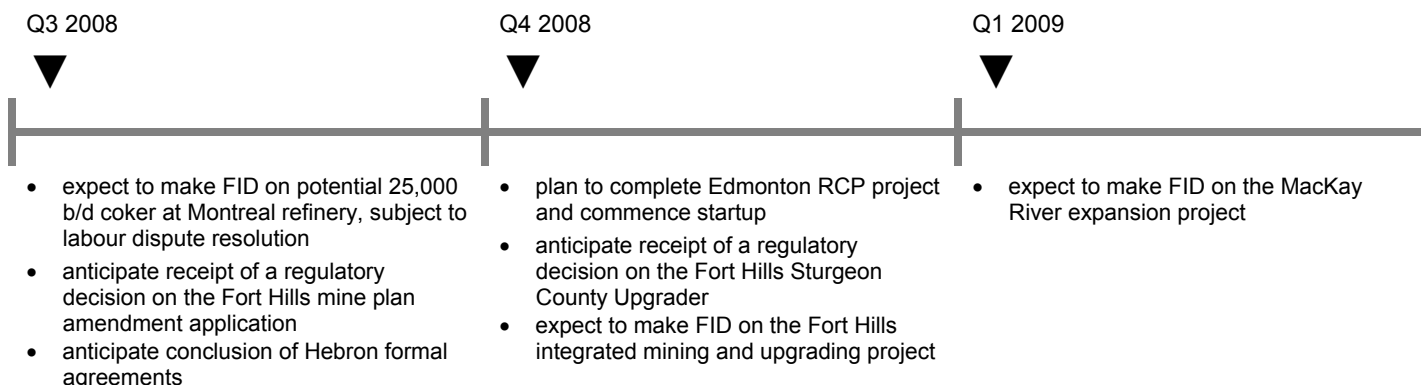 Q3 2008
Q4 2008
Q1 2009
• expect to make FID on potential 25,000
b/d coker at Montreal refinery, subject to
labour dispute resolution
• anticipate receipt of a regulatory
decision on the Fort Hills mine plan
amendment application
• anticipate conclusion of Hebron formal
agreements
• plan to complete Edmonton RCP project
and commence startup
• anticipate receipt of a regulatory
decision on the Fort Hills Sturgeon
County Upgrader
• expect to make FID on the Fort Hills
integrated mining and upgrading project
• expect to make FID on the MacKay
River expansion project